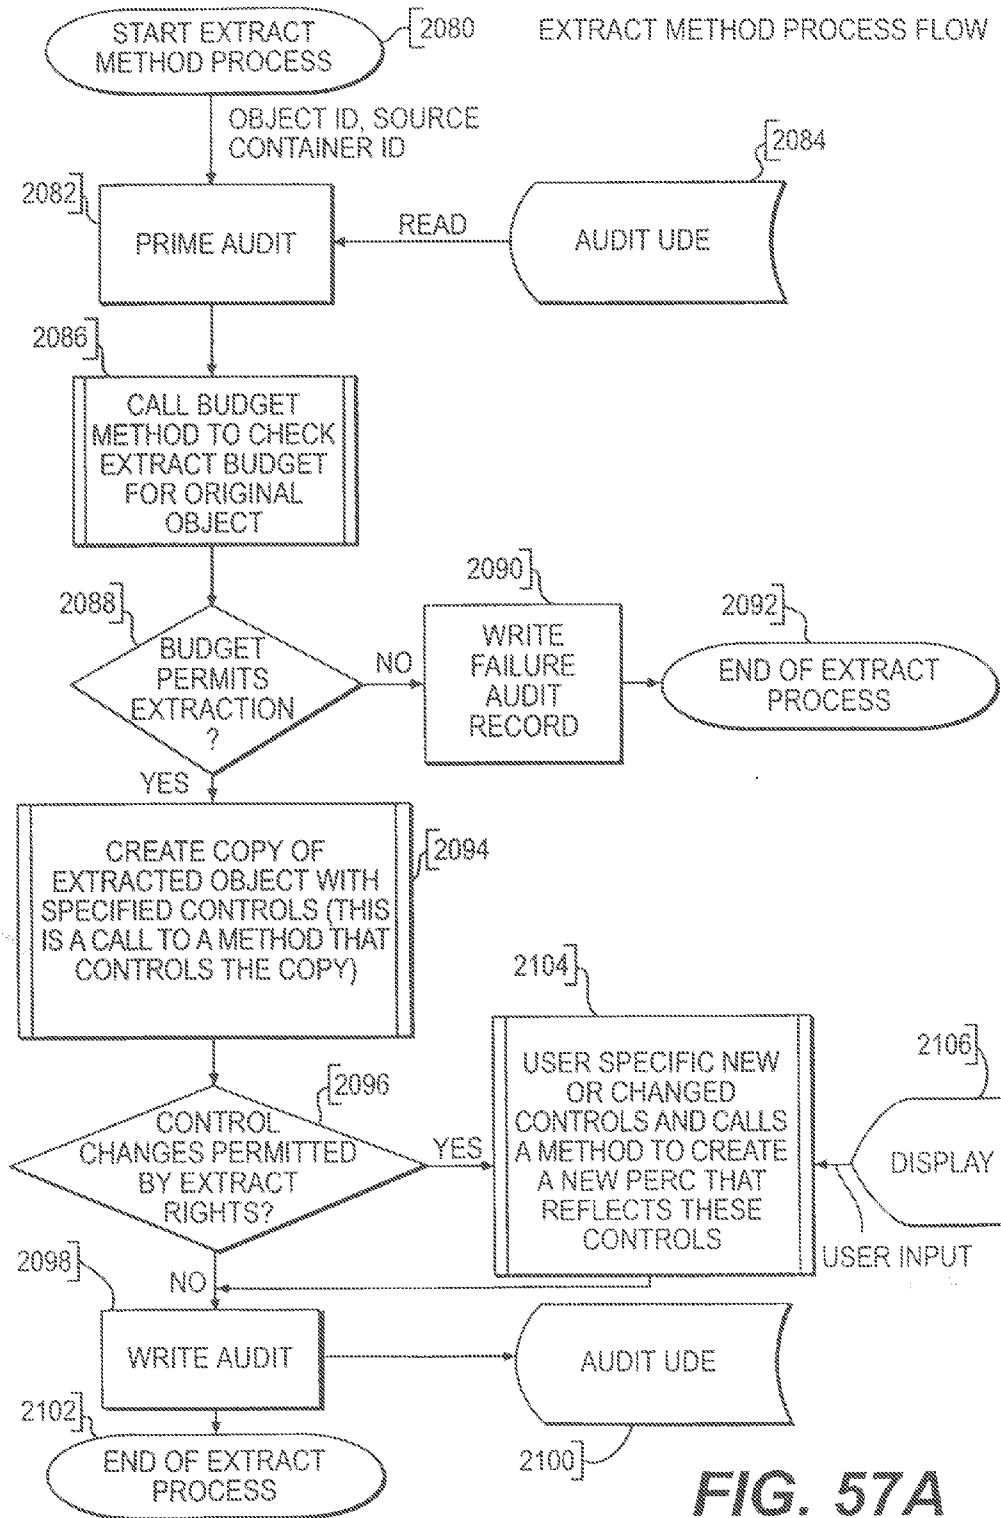 START EXTRACT
METHOD PROCESS
2080
EXTRACT METHOD PROCESS FLOW
OBJECT ID, SOURCE
CONTAINER ID
2082
PRIME AUDIT
READ
2084
AUDIT UDE
2086
CALL BUDGET
METHOD TO CHECK
EXTRACT BUDGET
FOR ORIGINAL
OBJECT
2088
BUDGET
PERMITS
EXTRACTION
?
NO
2090
WRITE
FAILURE
AUDIT
RECORD
2092
END OF EXTRACT
PROCESS
YES
CREATE COPY OF
EXTRACTED OBJECT WITH
SPECIFIED CONTROLS (THIS
IS A CALL TO A METHOD THAT
CONTROLS THE COPY)
2094
2096
CONTROL
CHANGES PERMITTED
BY EXTRACT
RIGHTS?
YES
2104
USER SPECIFIC NEW
OR CHANGED
CONTROLS AND CALLS
A METHOD TO CREATE
A NEW PERC THAT
REFLECTS THESE
CONTROLS
2106
DISPLAY
USER INPUT
NO
2098
WRITE AUDIT
AUDIT UDE
2100
2102
END OF EXTRACT
PROCESS
FIG. 57A